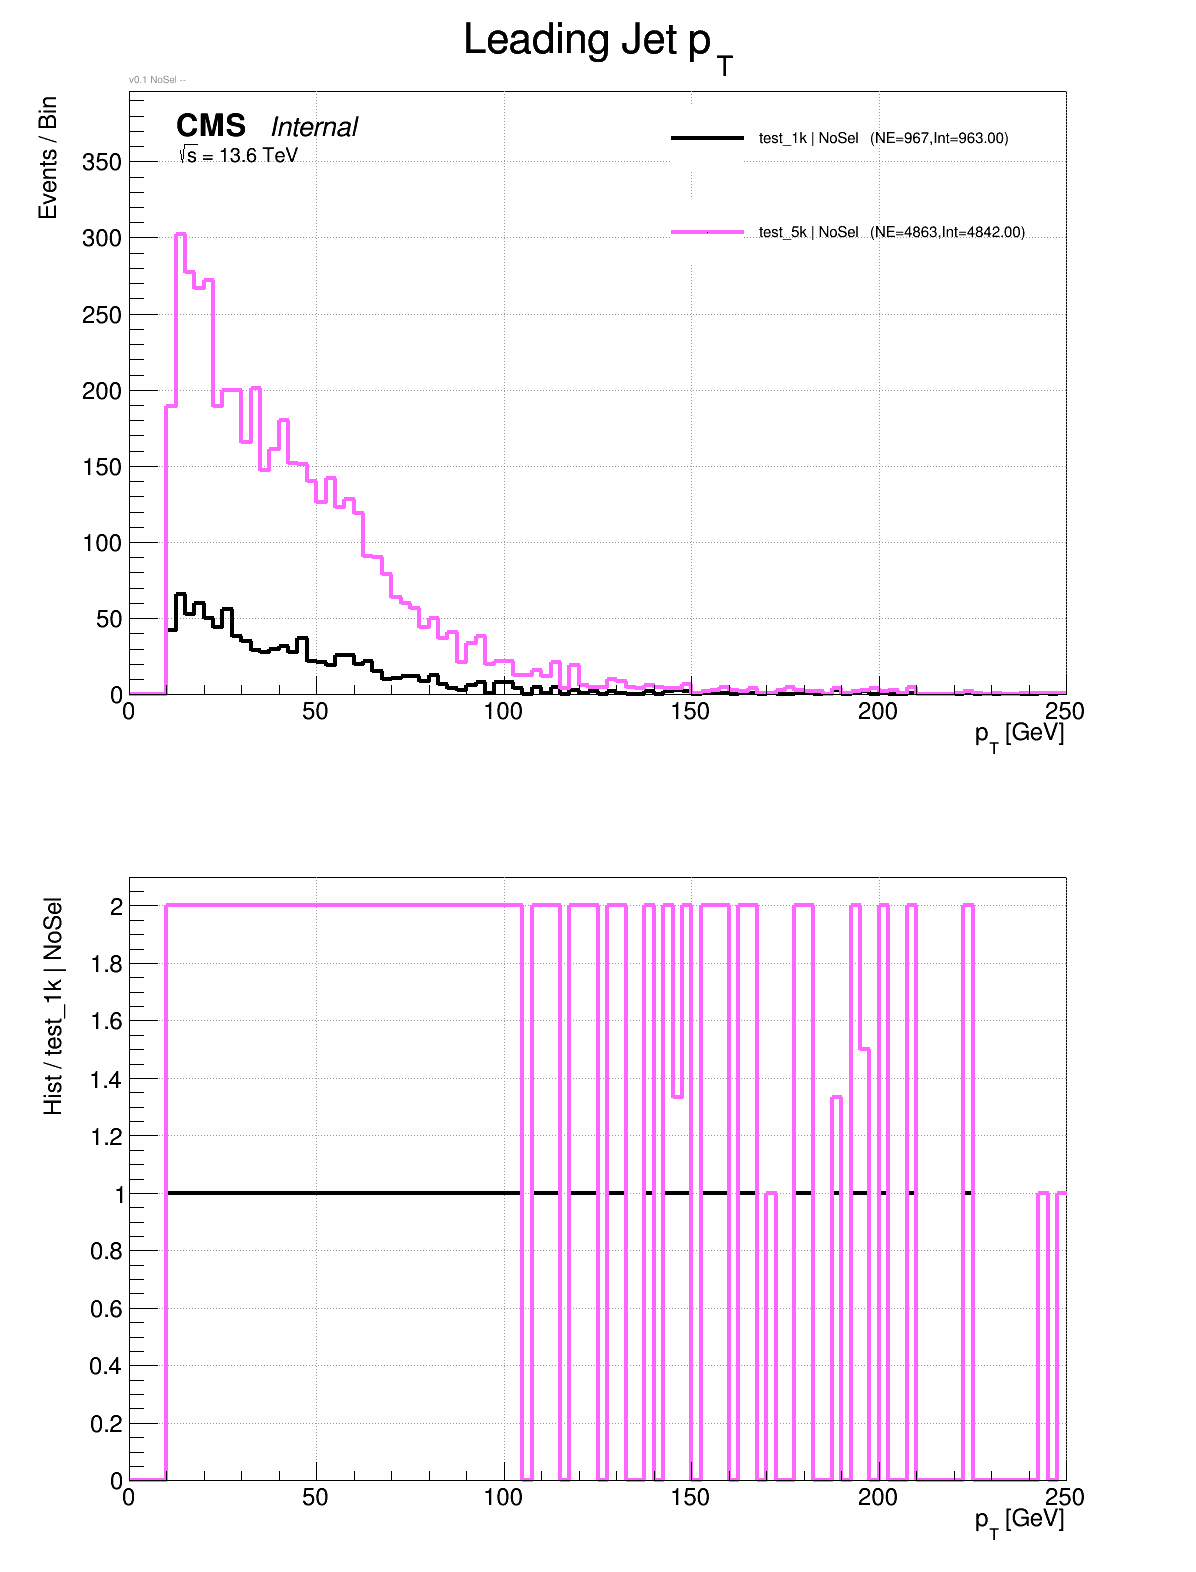 Leading Jet p_T
v0.1 NoSel --
CMS Internal
√s = 13.6 TeV
test_1k | NoSel (NE=967,Int=963.00)
test_5k | NoSel (NE=4863,Int=4842.00)
Events / Bin
350
300
250
200
150
100
50
0
0 50 100 150 200 250
p_T [GeV]
Hist / test_1k | NoSel
2
1.8
1.6
1.4
1.2
1
0.8
0.6
0.4
0.2
0
0 50 100 150 200 250
p_T [GeV]